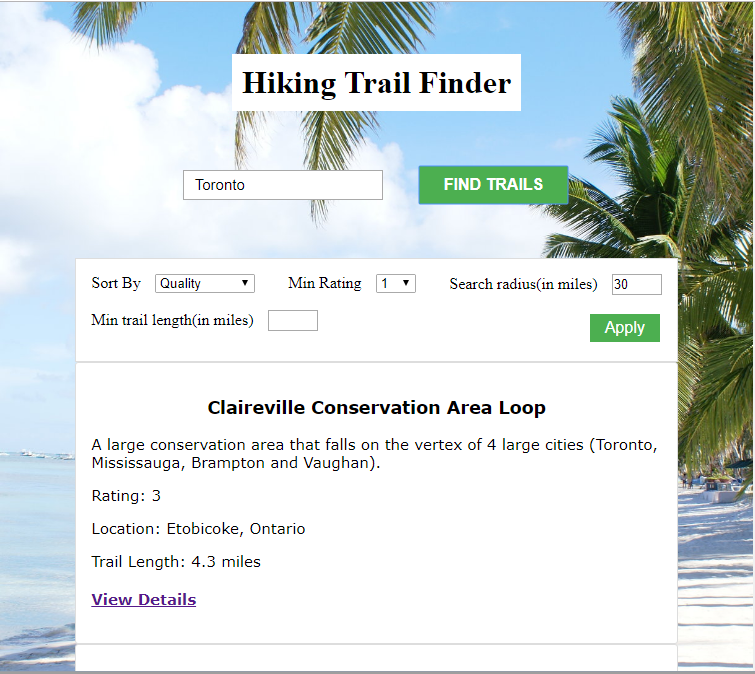 Hiking Trail Finder
Toronto FIND TRAILS
Sort By Quality Min Rating 1 Search radius(in miles) 30
Min trail length(in miles)
Apply
Claireville Conservation Area Loop
A large conservation area that falls on the vertex of 4 large cities (Toronto,
Mississauga, Brampton and Vaughan).
Rating: 3
Location: Etobicoke, Ontario
Trail Length: 4.3 miles
View Details